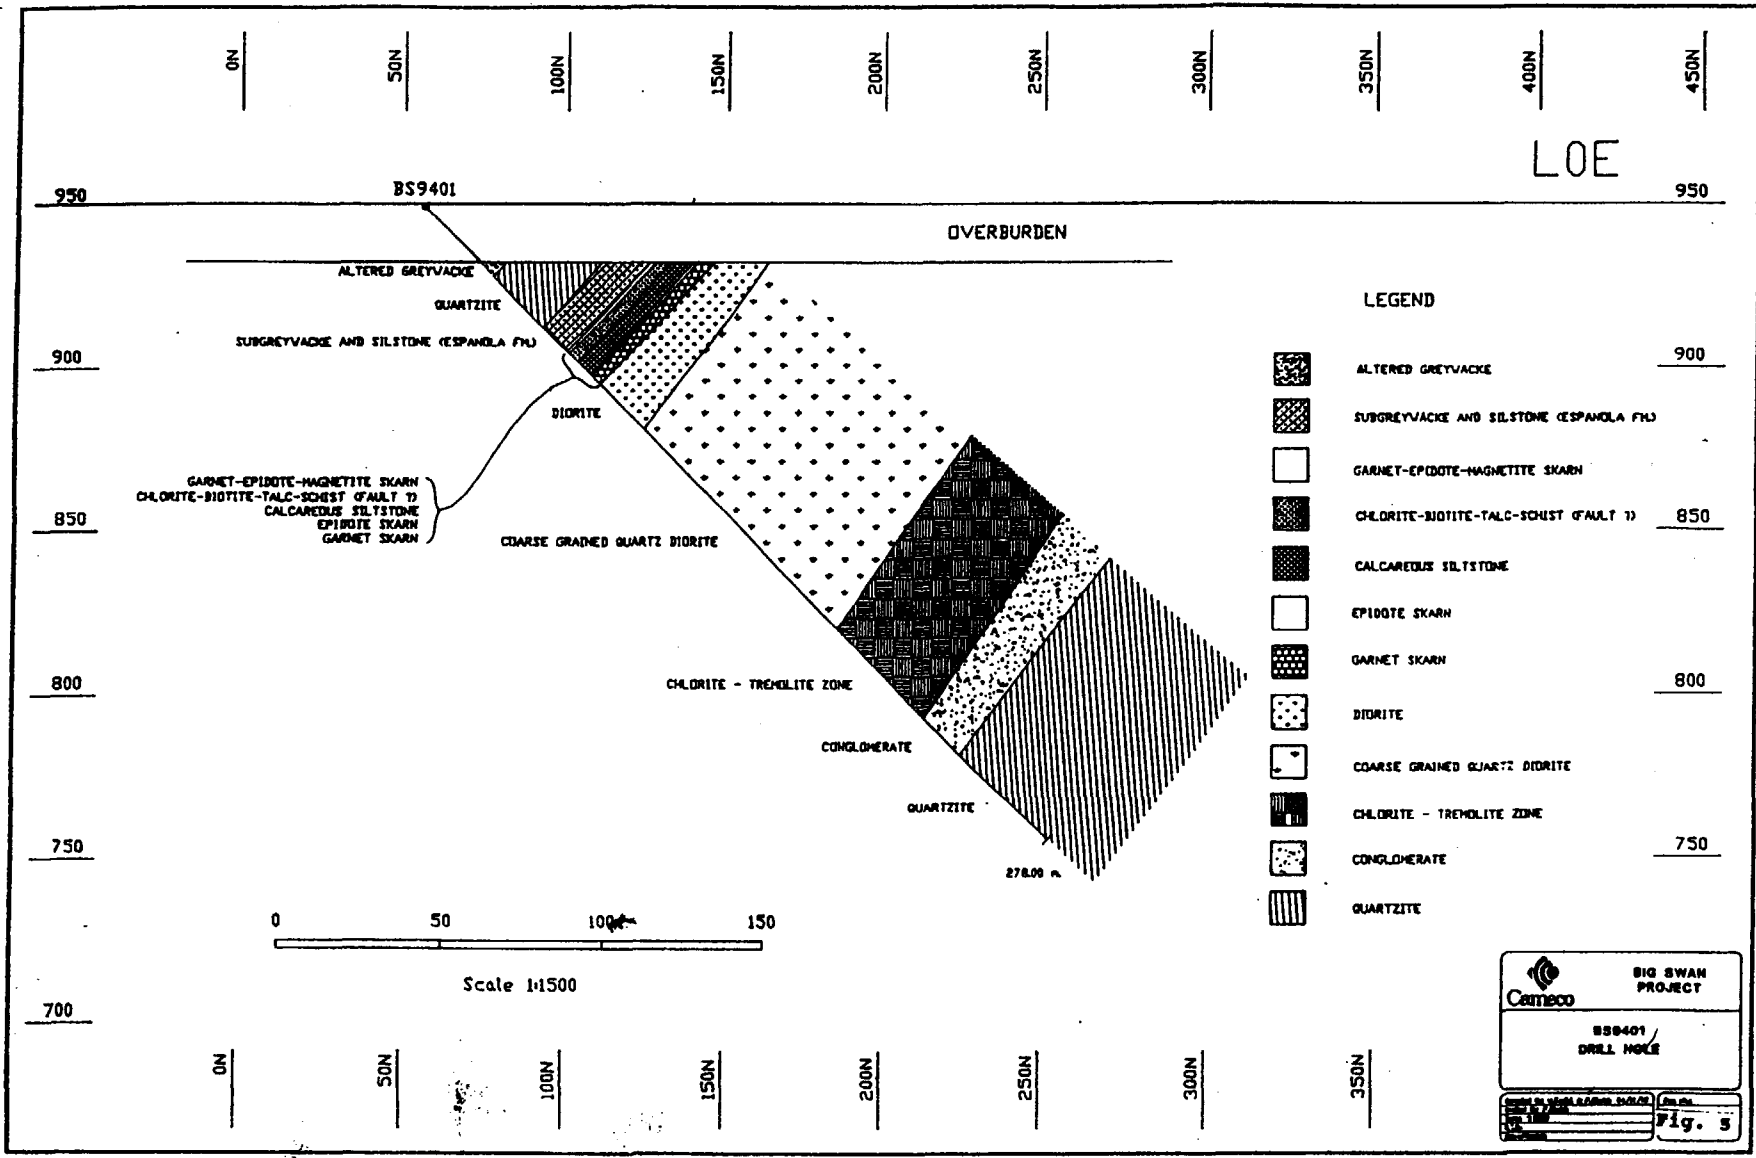 0N 50N 100N 150N 200N 250N 300N 350N 400N 450N
L0E
950 BS9401 950
OVERBURDEN
ALTERED GREYWACKE
QUARTZITE
SUBGREYWACKE AND SILSTONE (ESPANOLA FM.)
900 900
DIORITE
GARNET-EPIDOTE-MAGNETITE SKARN
CHLORITE-BIOTITE-TALC-SCHIST (FAULT ?)
CALCAREOUS SILTSTONE
EPIDOTE SKARN
GARNET SKARN
850 850
COARSE GRAINED QUARTZ DIORITE
800 800
CHLORITE - TREMOLITE ZONE
CONGLOMERATE
QUARTZITE
750 750
278.00 m.
LEGEND
ALTERED GREYWACKE
SUBGREYWACKE AND SILSTONE (ESPANOLA FM.)
GARNET-EPIDOTE-MAGNETITE SKARN
CHLORITE-BIOTITE-TALC-SCHIST (FAULT ?)
CALCAREOUS SILTSTONE
EPIDOTE SKARN
GARNET SKARN
DIORITE
COARSE GRAINED QUARTZ DIORITE
CHLORITE - TREMOLITE ZONE
CONGLOMERATE
QUARTZITE
0 50 100 150
Scale 1:1500
700
0N 50N 100N 150N 200N 250N 300N 350N
Cameco
BIG SWAN
PROJECT
BS9401
DRILL HOLE
Fig. 5